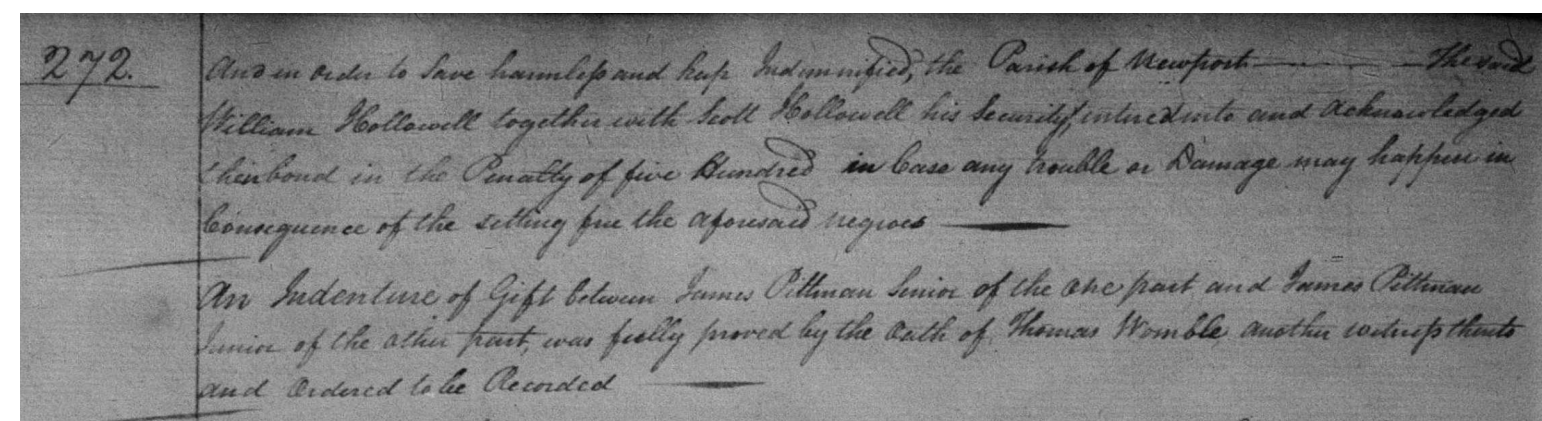 272.
And in order to Save harmless and keep Indemnified, the Parish of Newport ——— The said
William Hollowell together with Scott Hollowell his Security, entured into and acknowledged
their bond in the Penalty of five Hundred in Case any trouble or Damage may happen in
Consequence of the setting free the aforesaid negroes ———
An Indenture of Gift between James Pittman Senior of the one part and James Pittman
Junior of the other part, was fully proved by the Oath of Thomas Womble another witness thereto
and Ordered to be Recorded ———